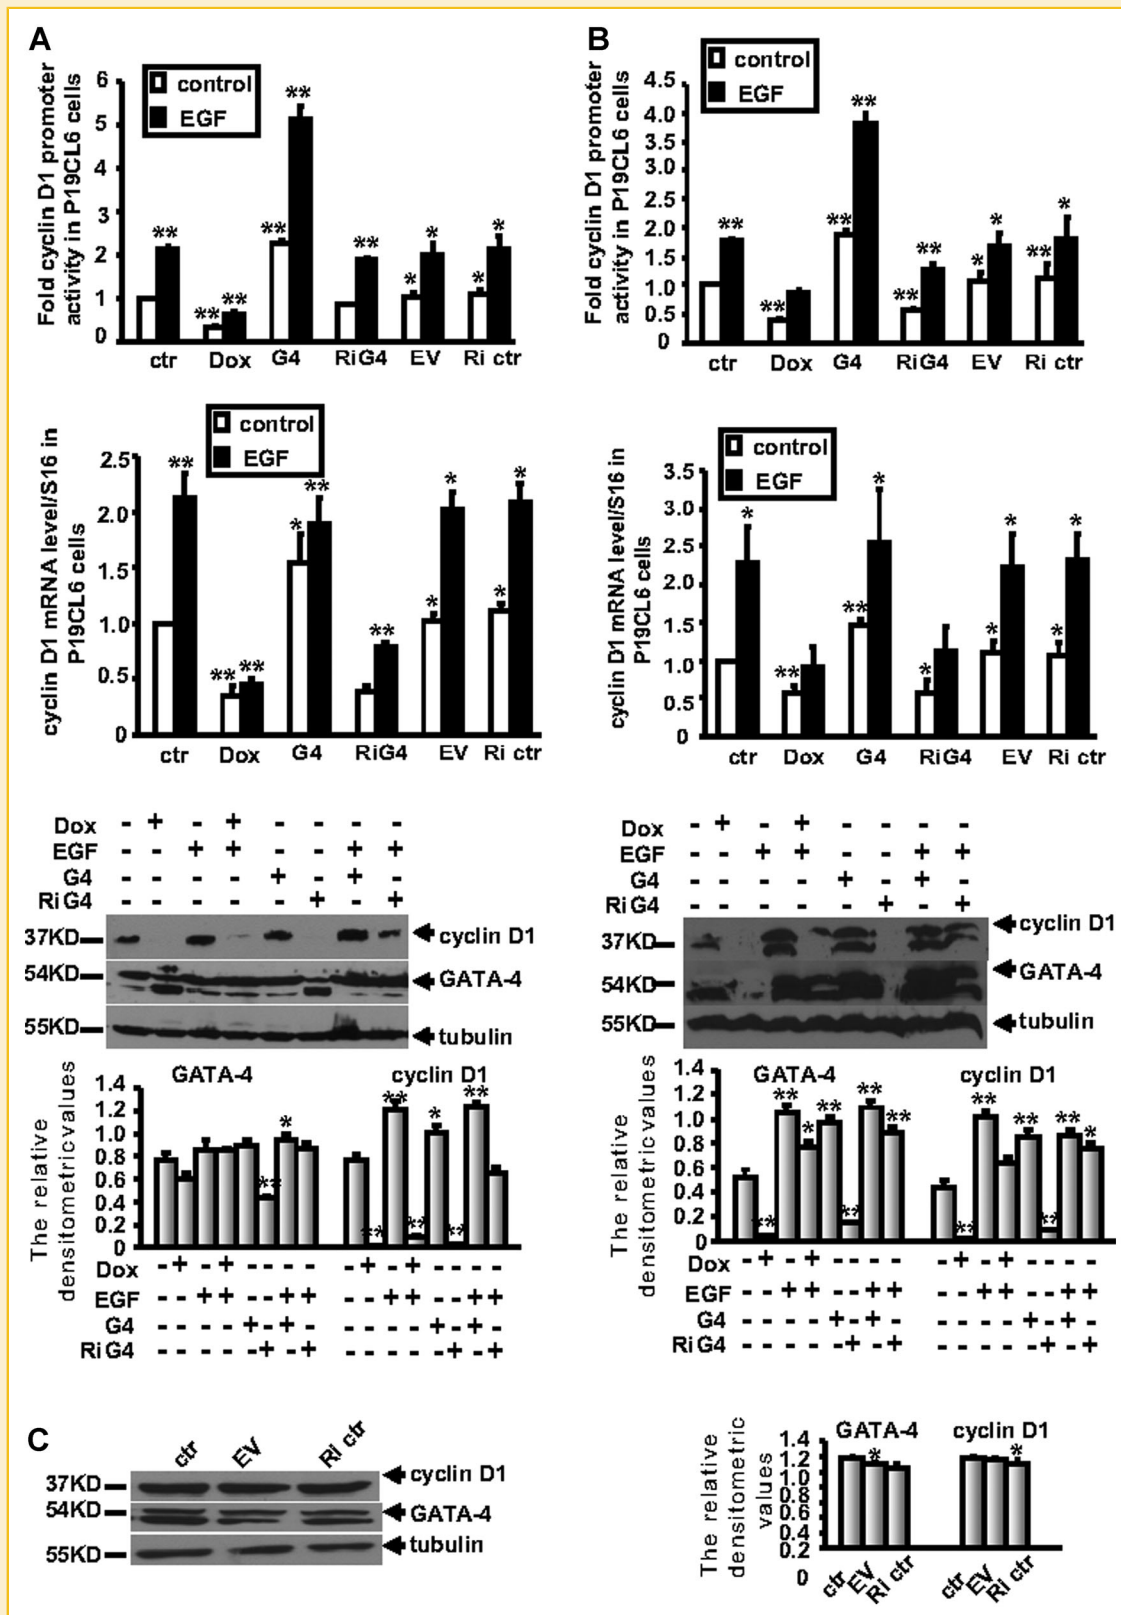 A
Fold cyclin D1 promoter
activity in P19CL6 cells
6
5
4
3
2
1
0
control
EGF
**
**
**
**
**
**
*
*
*
*
ctr
Dox
G4
RiG4
EV
Ri ctr
B
Fold cyclin D1 promoter
activity in P19CL6 cells
4.5
4.0
3.5
3.0
2.5
2.0
1.5
1.0
0.5
0
control
EGF
**
**
**
**
**
**
*
*
**
*
ctr
Dox
G4
RiG4
EV
Ri ctr
cyclin D1 mRNA level/S16 in
P19CL6 cells
2.5
2.0
1.5
1.0
0.5
0
control
EGF
**
**
**
*
**
**
*
*
*
*
ctr
Dox
G4
RiG4
EV
Ri ctr
cyclin D1 mRNA level/S16 in
P19CL6 cells
3.5
3.0
2.5
2.0
1.5
1.0
0.5
0
control
EGF
*
**
**
*
*
*
*
*
*
ctr
Dox
G4
RiG4
EV
Ri ctr
Dox - + - + - - - -
EGF - - + + - - + +
G4 - - - - + - + -
RiG4 - - - - - + - +
37KD
cyclin D1
54KD
GATA-4
55KD
tubulin
Dox - + - + - - - -
EGF - - + + - - + +
G4 - - - - + - + -
RiG4 - - - - - + - +
37KD
cyclin D1
54KD
GATA-4
55KD
tubulin
The relative
densitometric values
1.4
1.2
1.0
0.8
0.6
0.4
0.2
0
GATA-4
cyclin D1
**
*
**
**
**
*
**
**
Dox - + - + - - - - - + - + - - - -
EGF - - + + - - + + - - + + - - + +
G4 - - - - + - + - - - - - + - + -
RiG4 - - - - - + - + - - - - - + - +
The relative
densitometric values
1.4
1.2
1.0
0.8
0.6
0.4
0.2
0
GATA-4
cyclin D1
**
**
*
**
**
**
**
**
**
**
**
**
*
Dox - + - + - - - - - + - + - - - -
EGF - - + + - - + + - - + + - - + +
G4 - - - - + - + - - - - - + - + -
RiG4 - - - - - + - + - - - - - + - +
C
ctr
EV
Ri ctr
37KD
cyclin D1
54KD
GATA-4
55KD
tubulin
The relative
densitometric
values
1.4
1.2
1.0
0.8
0.6
0.4
0.2
0
GATA-4
cyclin D1
*
*
ctr
EV
Ri ctr
ctr
EV
Ri ctr